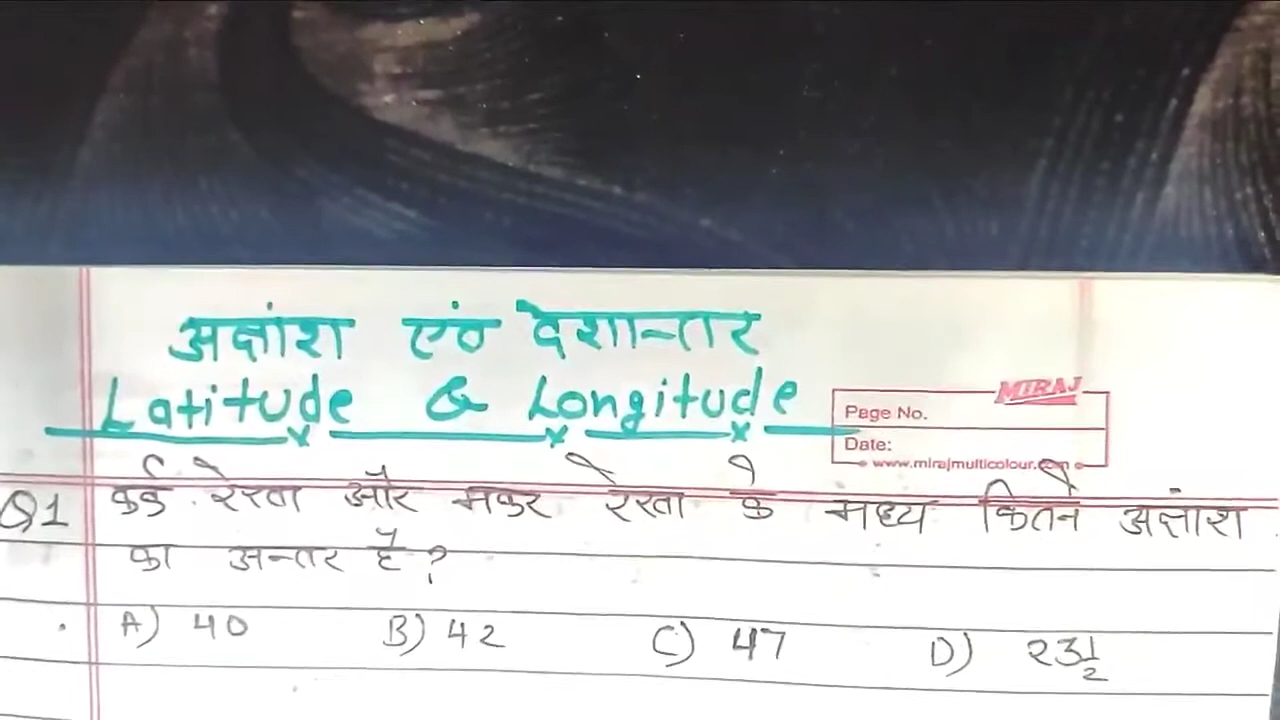 अक्षांश एवं देशान्तर
Latitude & Longitude
MIRAJ
Page No.
Date:
www.mirajmulticolour.com
Q1 कर्क रेखा और मकर रेखा के मध्य कितने अक्षांश
का अन्तर है ?
A) 40 B) 42 C) 47 D) 23½